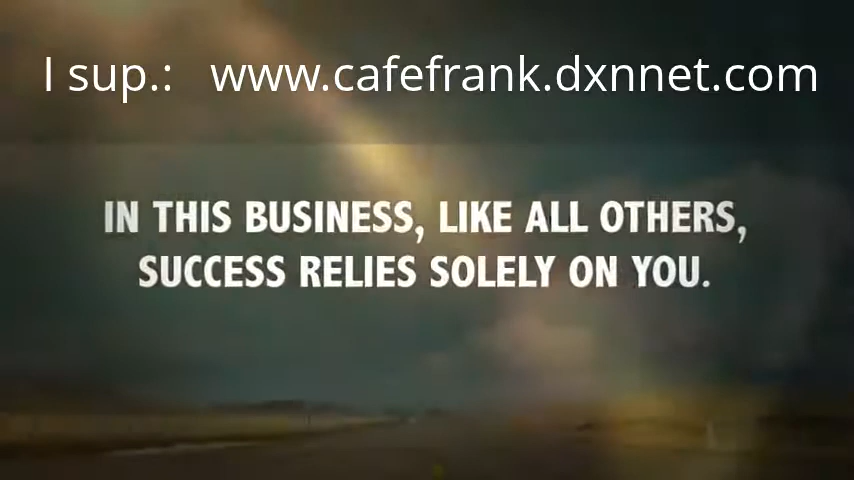 I sup.: www.cafefrank.dxnnet.com
IN THIS BUSINESS, LIKE ALL OTHERS,
SUCCESS RELIES SOLELY ON YOU.